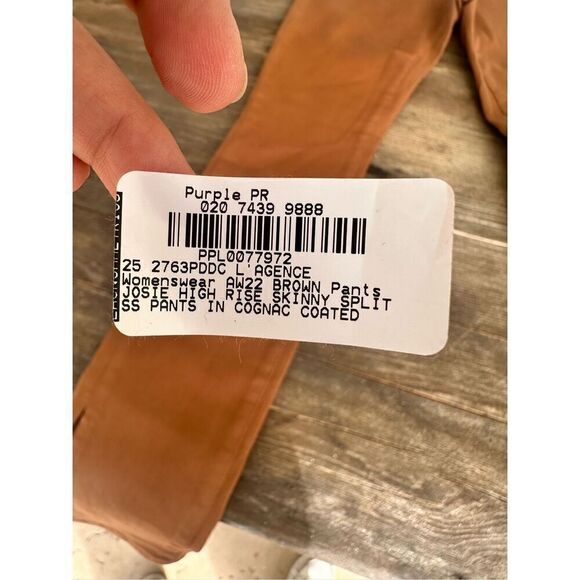 Purple PR
020 7439 9888
PPL0077972
25 2763PDDC L'AGENCE
Womenswear AW22 BROWN Pants
JOSIE HIGH RISE SKINNY SPLIT
SS PANTS IN COGNAC COATED